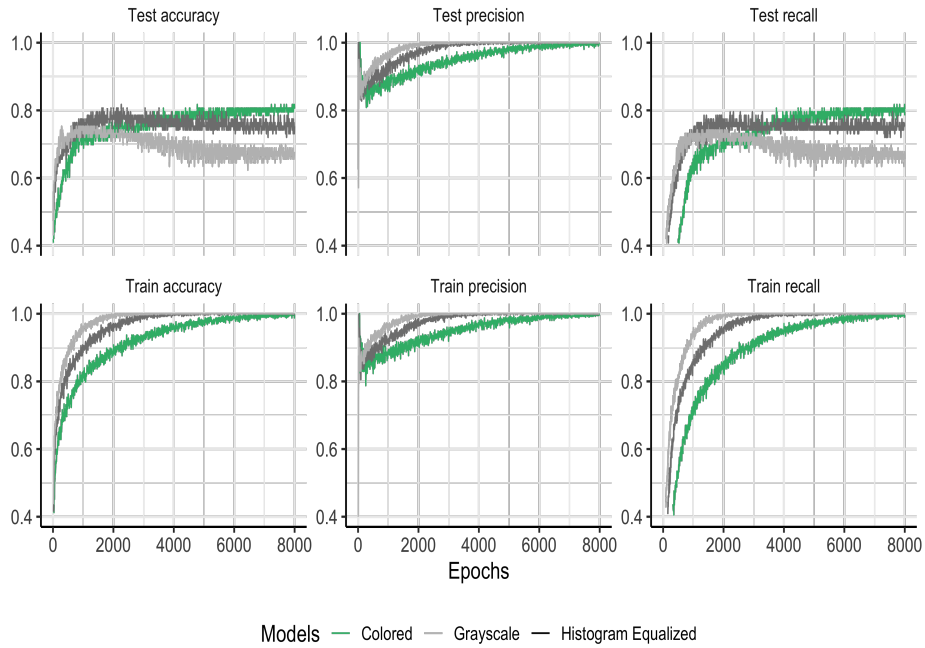 Test accuracy Test precision Test recall
1.0 1.0 1.0
0.8 0.8 0.8
0.6 0.6 0.6
0.4 0.4 0.4
Train accuracy Train precision Train recall
1.0 1.0 1.0
0.8 0.8 0.8
0.6 0.6 0.6
0.4 0.4 0.4
0 2000 4000 6000 8000 0 2000 4000 6000 8000 0 2000 4000 6000 8000
Epochs
Models Colored Grayscale Histogram Equalized